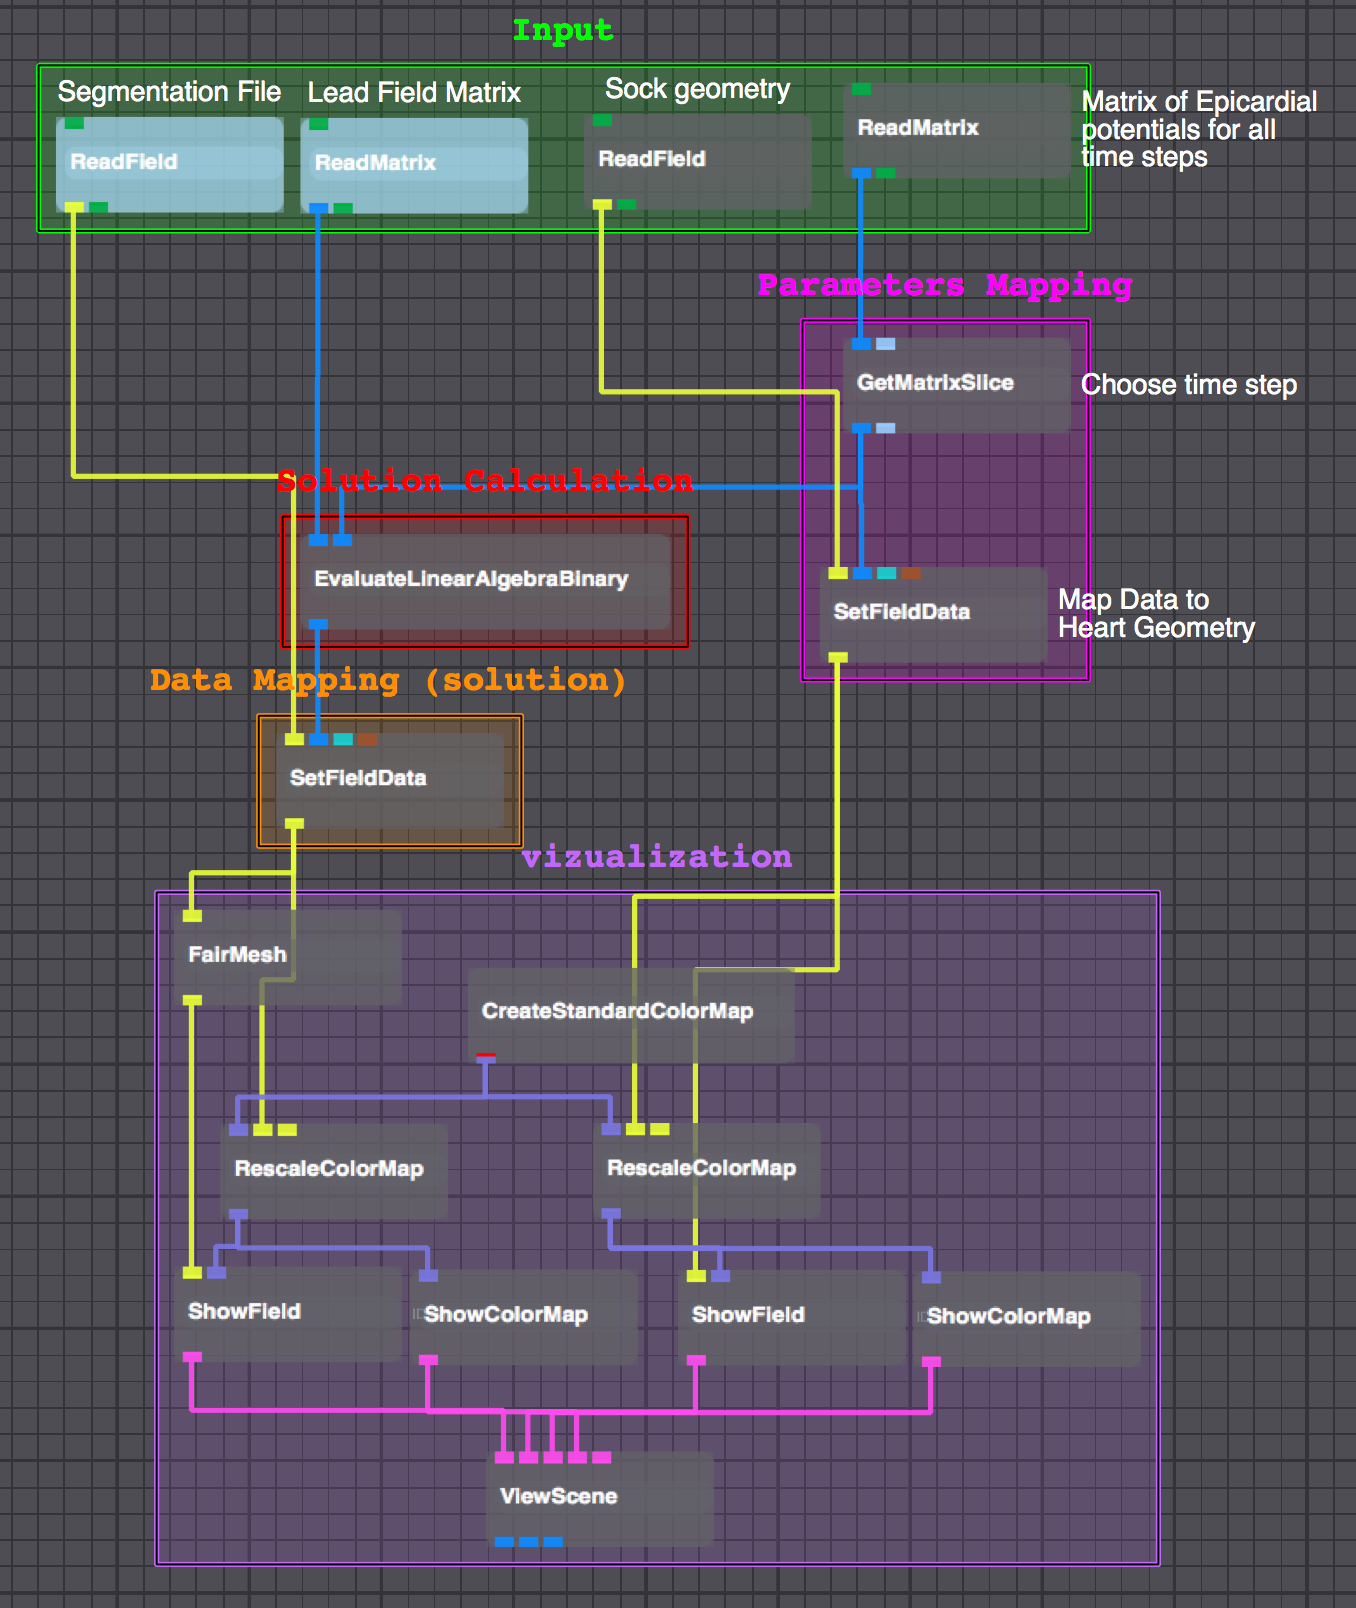 Input
Segmentation File
Lead Field Matrix
Sock geometry
Matrix of Epicardial
potentials for all
time steps
ReadField
ReadMatrix
ReadField
ReadMatrix
Parameters Mapping
GetMatrixSlice
Choose time step
Solution Calculation
EvaluateLinearAlgebraBinary
SetFieldData
Map Data to
Heart Geometry
Data Mapping (solution)
SetFieldData
vizualization
FairMesh
CreateStandardColorMap
RescaleColorMap
RescaleColorMap
ShowField
ShowColorMap
ShowField
ShowColorMap
ViewScene